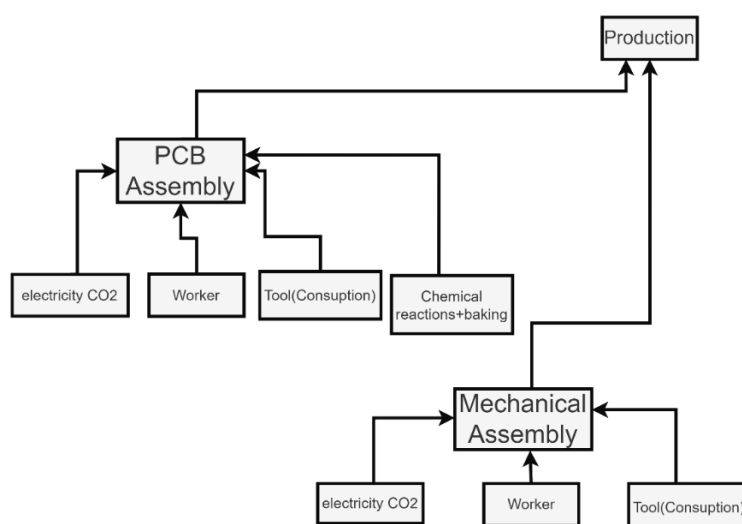 Production
PCB
Assembly
electricity CO2
Worker
Tool(Consuption)
Chemical
reactions+baking
Mechanical
Assembly
electricity CO2
Worker
Tool(Consuption)